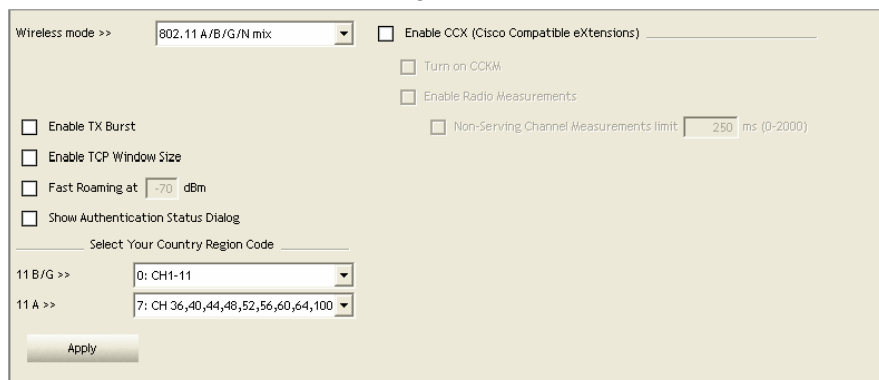 Wireless mode >> 802.11 A/B/G/N mix
Enable CCX (Cisco Compatible eXtensions)
Turn on CCKM
Enable Radio Measurements
Non-Serving Channel Measurements limit 250 ms (0-2000)
Enable TX Burst
Enable TCP Window Size
Fast Roaming at -70 dBm
Show Authentication Status Dialog
Select Your Country Region Code
11 B/G >> 0: CH1-11
11 A >> 7: CH 36,40,44,48,52,56,60,64,100
Apply